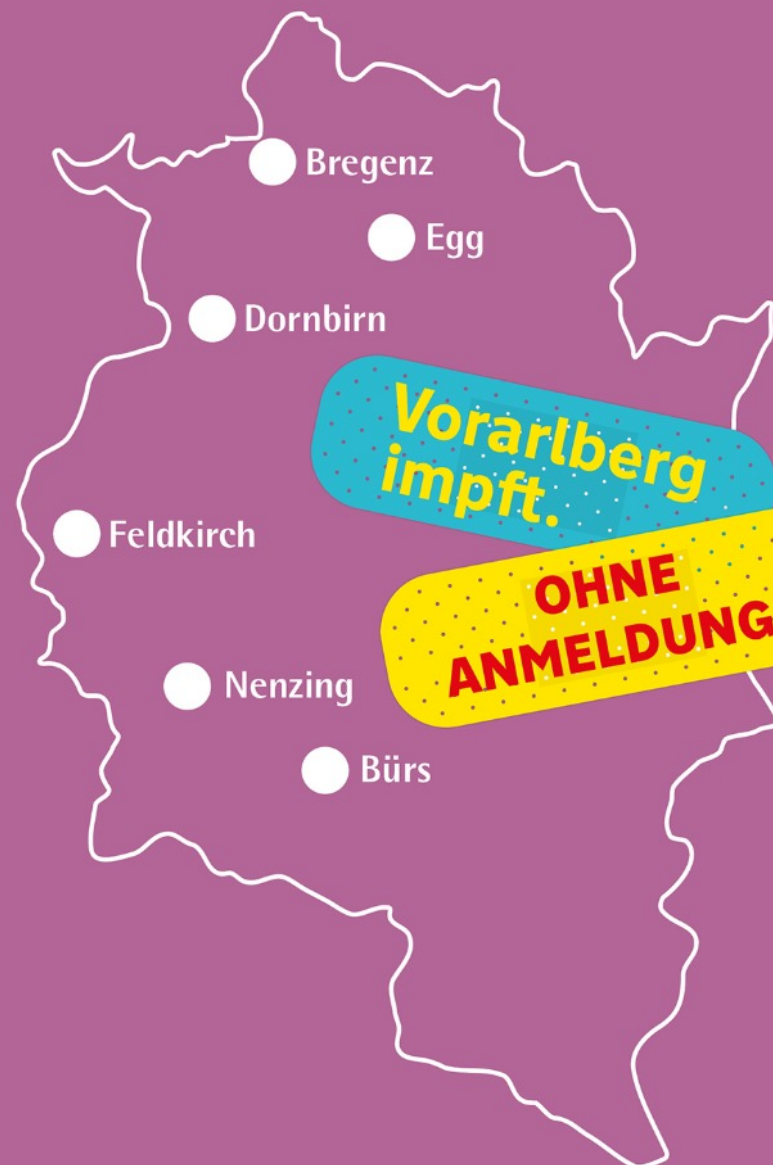 Bregenz
Egg
Dornbirn
Vorarlberg
impft.
OHNE
ANMELDUNG
Feldkirch
Nenzing
Bürs